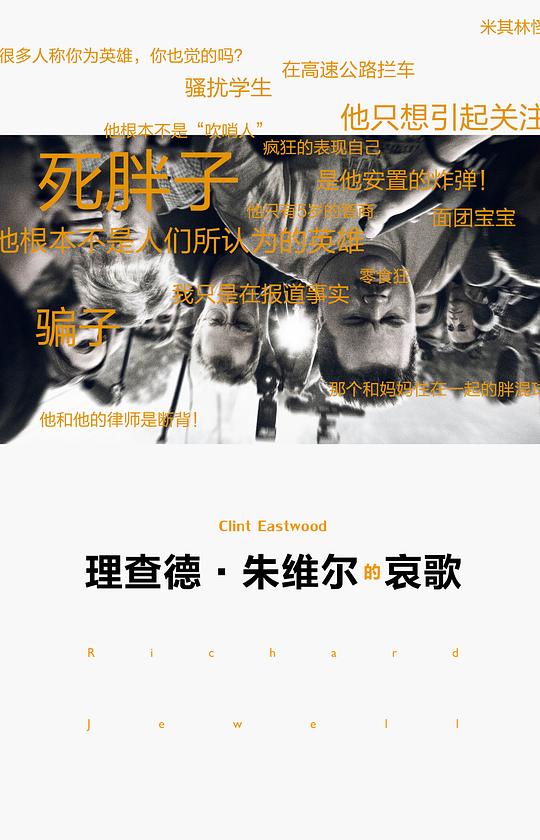 米其林怪
很多人称你为英雄，你也觉的吗?
在高速公路拦车
骚扰学生
他只想引起关注
他根本不是“吹哨人”
疯狂的表现自己
死胖子
是他安置的炸弹！
他只有5岁的智商
面团宝宝
他根本不是人们所认为的英雄
零食狂
我只是在报道事实
骗子
那个和妈妈住在一起的胖混球
他和他的律师是断背！
Clint Eastwood
理查德·朱维尔的哀歌
Richard
Jewell